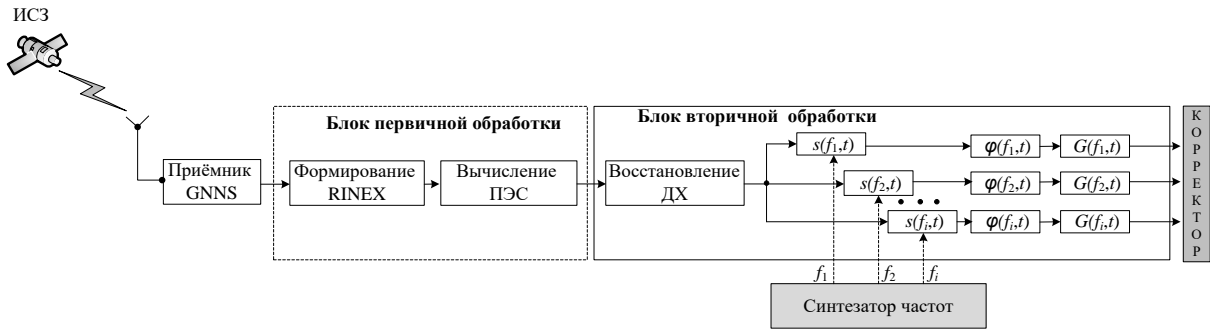 ИСЗ
Блок первичной обработки
Блок вторичной обработки
Приёмник
GNNS
Формирование
RINEX
Вычисление
ПЭС
Восстановление
ДХ
s(f₁,t)
φ(f₁,t)
G(f₁,t)
s(f₂,t)
φ(f₂,t)
G(f₂,t)
• • •
s(fᵢ,t)
φ(fᵢ,t)
G(fᵢ,t)
f₁
f₂
fᵢ
Синтезатор частот
К
О
Р
Р
Е
К
Т
О
Р